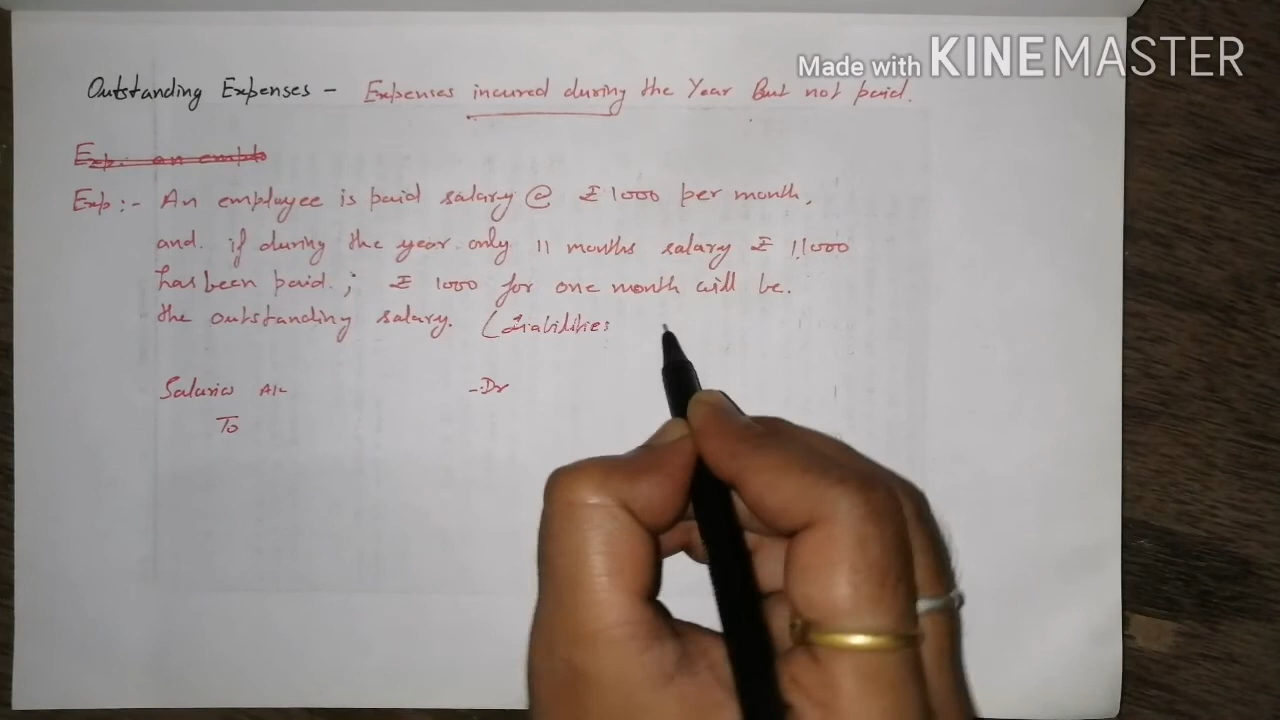 Made with KINEMASTER
Outstanding Expenses - Expenses incured during the Year But not paid.
Exp:- An employee is paid salary @ ₹ 1000 per month,
and. if during the year only 11 months salary ₹ 11000
has been paid.; ₹ 1000 for one month will be.
the outstanding salary. (Liabilities
Salaries A/c -Dr
To